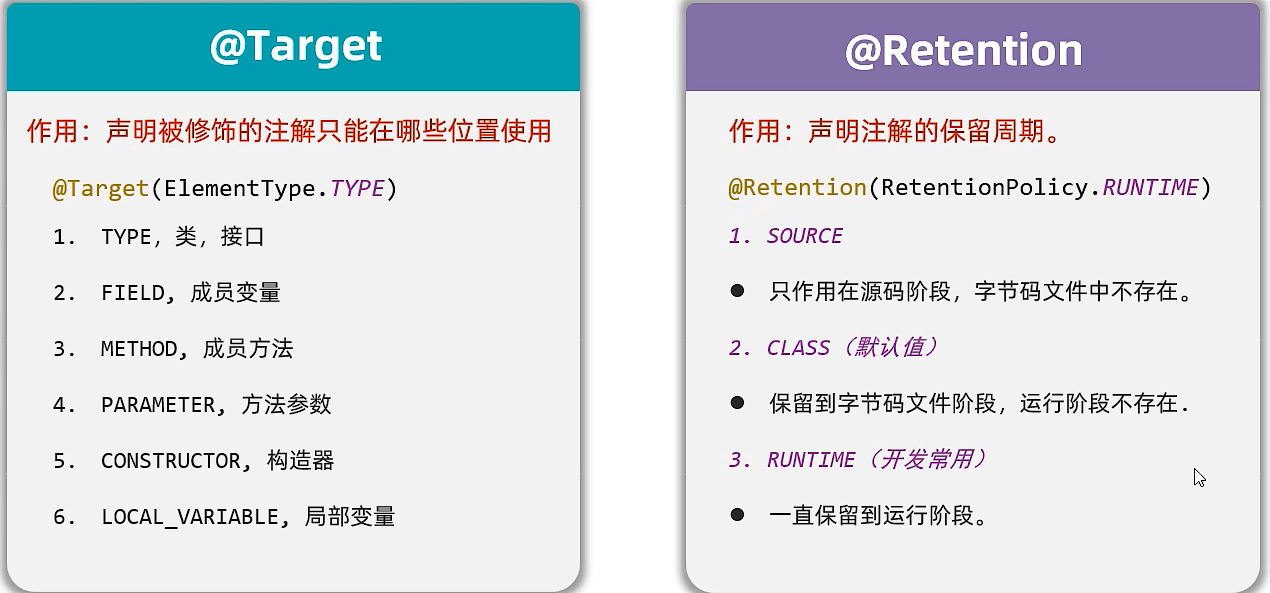 @Target
作用：声明被修饰的注解只能在哪些位置使用
@Target(ElementType.TYPE)
1. TYPE，类，接口
2. FIELD, 成员变量
3. METHOD, 成员方法
4. PARAMETER, 方法参数
5. CONSTRUCTOR, 构造器
6. LOCAL_VARIABLE, 局部变量
@Retention
作用：声明注解的保留周期。
@Retention(RetentionPolicy.RUNTIME)
1. SOURCE
● 只作用在源码阶段，字节码文件中不存在。
2. CLASS（默认值）
● 保留到字节码文件阶段，运行阶段不存在.
3. RUNTIME（开发常用）
● 一直保留到运行阶段。